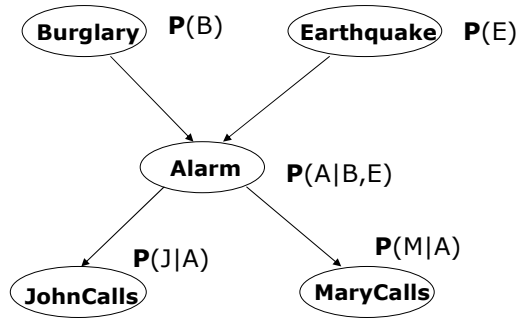 Burglary P(B)
Earthquake P(E)
Alarm P(A|B,E)
P(J|A)
P(M|A)
JohnCalls
MaryCalls